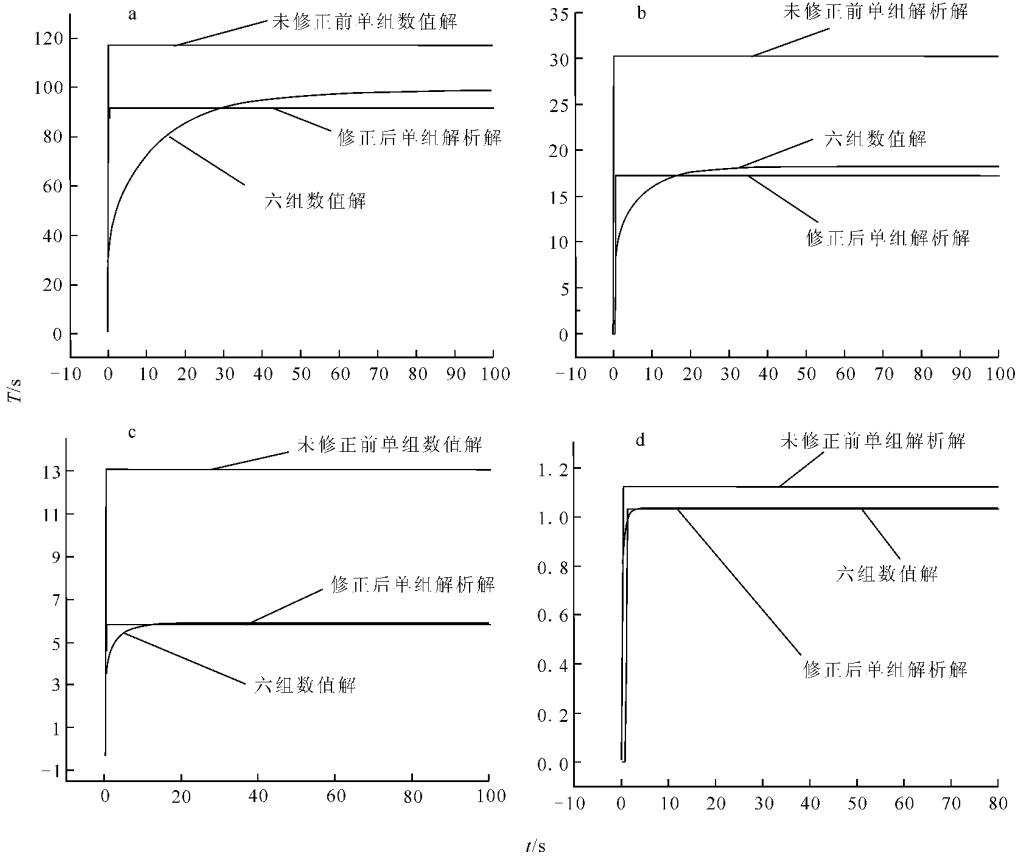 a
未修正前单组数值解
120
100
80
60
40
20
0
修正后单组解析解
六组数值解
-10 0 10 20 30 40 50 60 70 80 90 100
b
未修正前单组解析解
35
30
25
20
15
10
5
0
六组数值解
修正后单组解析解
-10 0 10 20 30 40 50 60 70 80 90 100
T/s
c
未修正前单组数值解
13
11
9
7
5
3
1
-1
修正后单组解析解
六组数值解
0 20 40 60 80 100
d
未修正前单组解析解
1.2
1.0
0.8
0.6
0.4
0.2
0.0
六组数值解
修正后单组解析解
-10 0 10 20 30 40 50 60 70 80
t/s